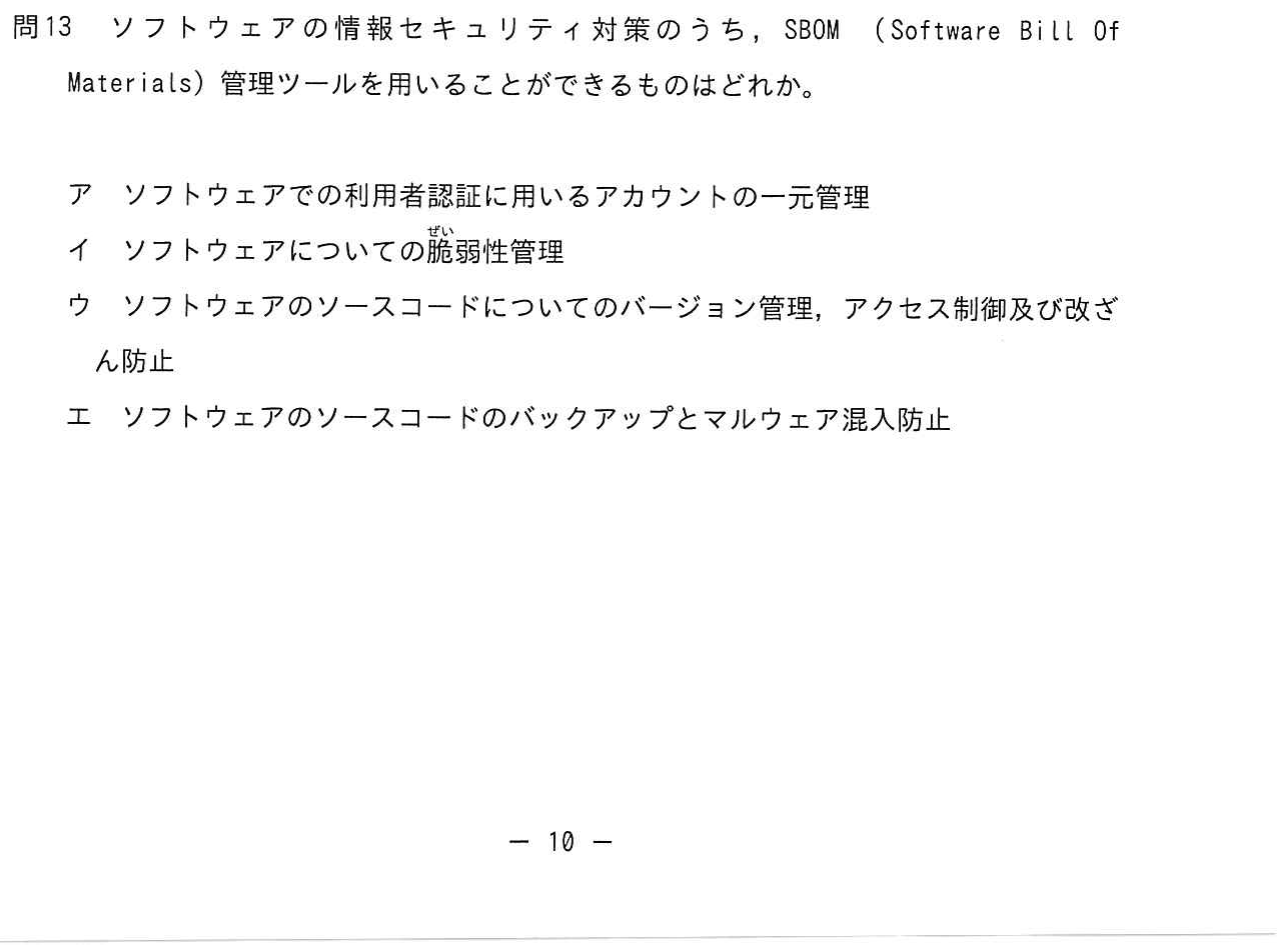 問13　ソフトウェアの情報セキュリティ対策のうち，SBOM （Software Bill Of
Materials）管理ツールを用いることができるものはどれか。
ア　ソフトウェアでの利用者認証に用いるアカウントの一元管理
ぜい
イ　ソフトウェアについての脆弱性管理
ウ　ソフトウェアのソースコードについてのバージョン管理，アクセス制御及び改ざ
ん防止
エ　ソフトウェアのソースコードのバックアップとマルウェア混入防止
－ 10 －